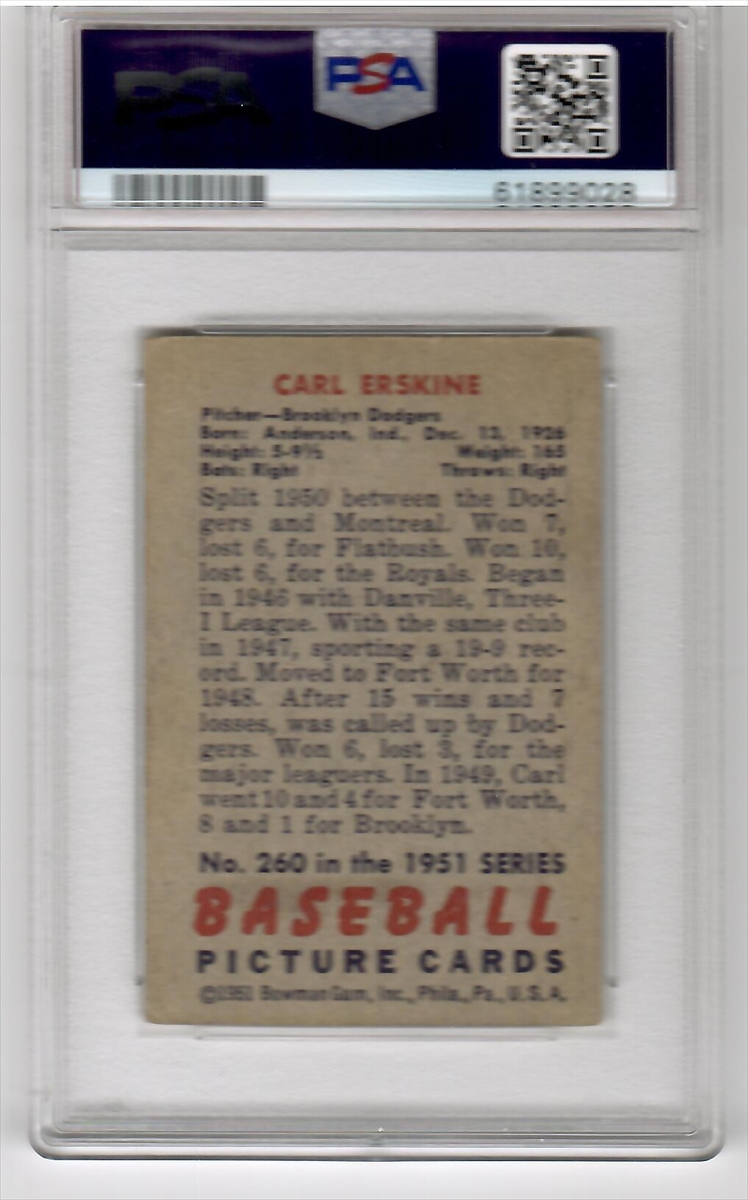 PSA
PSA
61899028
CARL ERSKINE
Pitcher—Brooklyn Dodgers
Born: Anderson, Ind., Dec. 13, 1926
Height: 5-9½ Weight: 165
Bats: Right Throws: Right
Split 1950 between the Dod-
gers and Montreal. Won 7,
lost 6, for Flatbush. Won 10,
lost 6, for the Royals. Began
in 1946 with Danville, Three-
I League. With the same club
in 1947, sporting a 19-9 rec-
ord. Moved to Fort Worth for
1948. After 15 wins and 7
losses, was called up by Dod-
gers. Won 6, lost 3, for the
major leaguers. In 1949, Carl
went 10 and 4 for Fort Worth,
8 and 1 for Brooklyn.
No. 260 in the 1951 SERIES
BASEBALL
PICTURE CARDS
©1951 Bowman Gum, Inc., Phila., Pa., U.S.A.